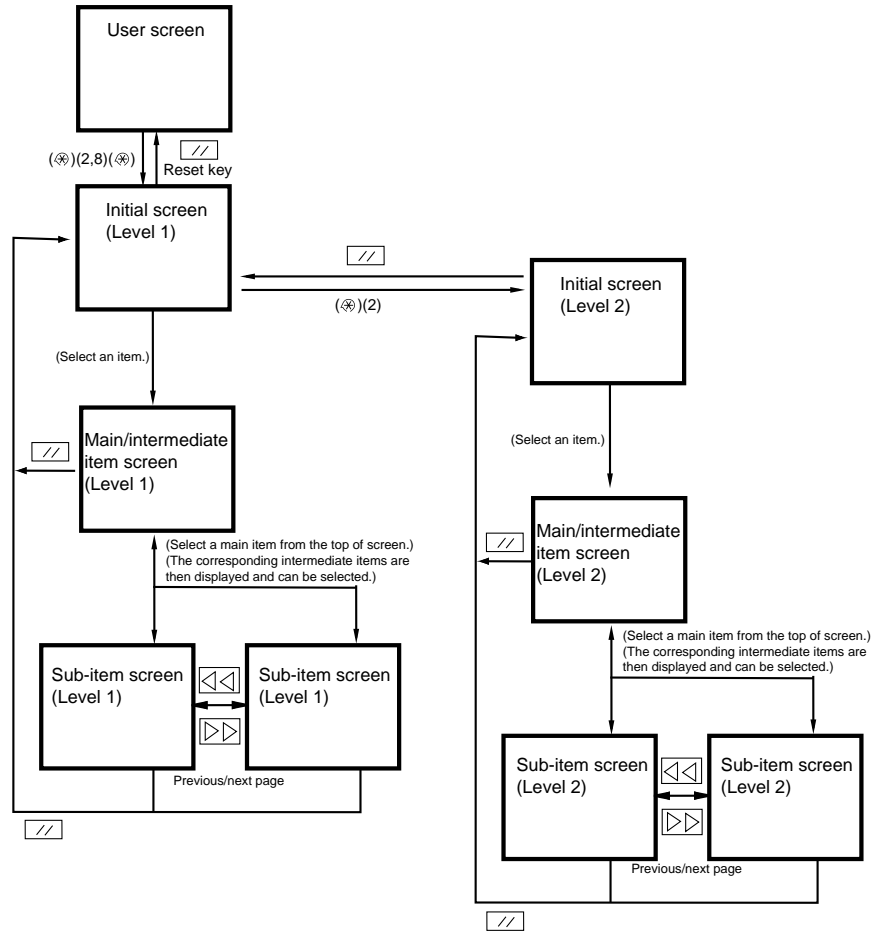 User screen
(✱)(2,8)(✱)
//
Reset key
Initial screen
(Level 1)
//
(✱)(2)
Initial screen
(Level 2)
(Select an item.)
//
Main/intermediate
item screen
(Level 1)
(Select an item.)
//
Main/intermediate
item screen
(Level 2)
(Select a main item from the top of screen.)
(The corresponding intermediate items are
then displayed and can be selected.)
Sub-item screen
(Level 1)
Sub-item screen
(Level 1)
Previous/next page
//
(Select a main item from the top of screen.)
(The corresponding intermediate items are
then displayed and can be selected.)
Sub-item screen
(Level 2)
Sub-item screen
(Level 2)
Previous/next page
//